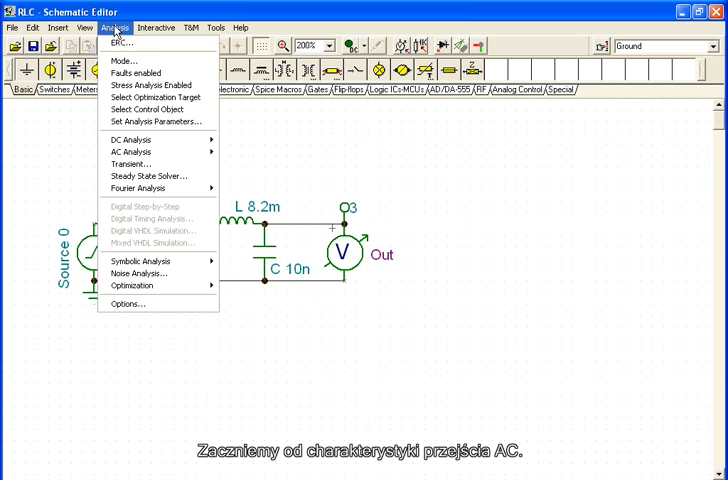 RLC - Schematic Editor
File Edit Insert View Analysis Interactive T&M Tools Help
200% DC Ground
Basic Switches Meters Spice Macros Gates Flip-flops Logic ICs-MCUs AD/DA-555 RF Analog Control Special
ERC...
Mode...
Faults enabled
Stress Analysis Enabled
Select Optimization Target
Select Control Object
Set Analysis Parameters...
DC Analysis
AC Analysis
Transient...
Steady State Solver...
Fourier Analysis
Digital Step-by-Step
Digital Timing Analysis...
Digital VHDL Simulation...
Mixed VHDL Simulation...
Symbolic Analysis
Noise Analysis...
Optimization
Options...
L 8.2m
3
Source 0
V
Out
C 10n
Zaczniemy od charakterystyki przejścia AC.